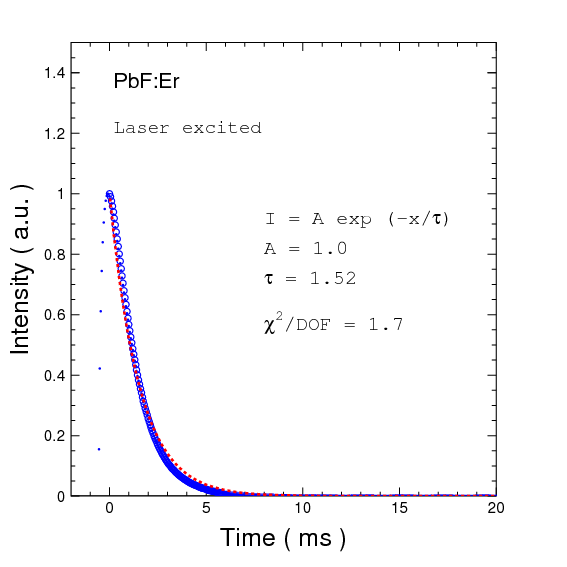 PbF:Er
Laser excited
I = A exp (-x/τ)
A = 1.0
τ = 1.52
χ²/DOF = 1.7
Intensity ( a.u. )
1.4
1.2
1
0.8
0.6
0.4
0.2
0
0 5 10 15 20
Time ( ms )